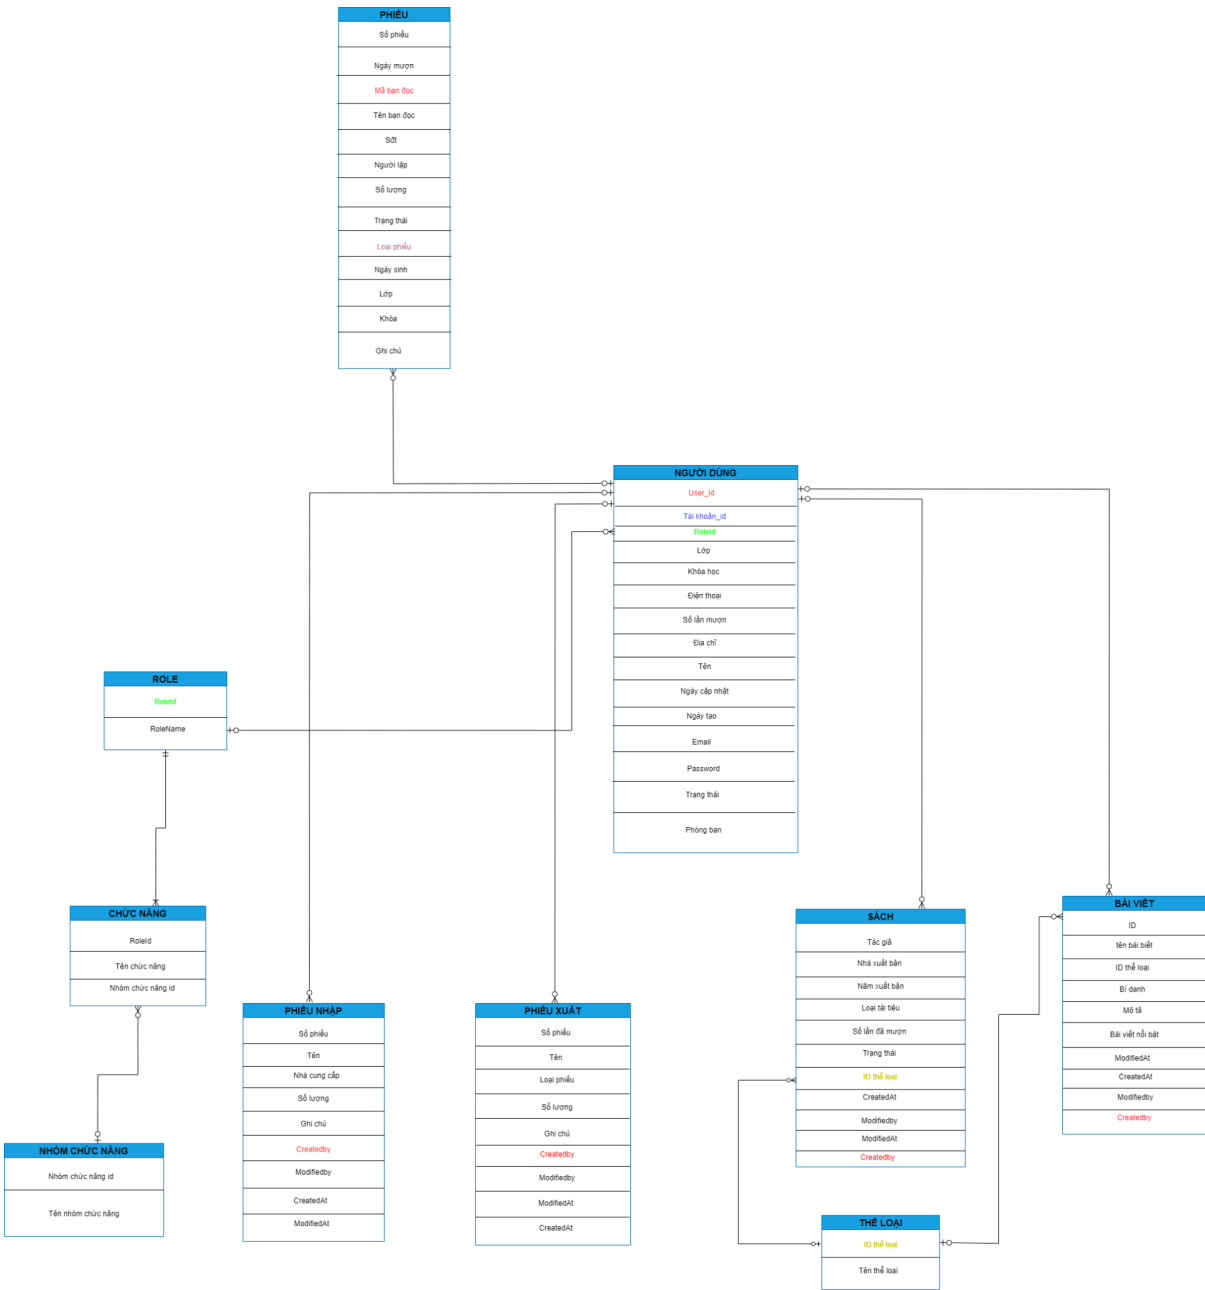 PHIẾU
Số phiếu
Ngày mượn
Mã bạn đọc
Tên bạn đọc
Sđt
Người lập
Số lượng
Trạng thái
Loại phiếu
Ngày sinh
Lớp
Khóa
Ghi chú
NGƯỜI DÙNG
User_Id
Tài khoản_id
RoleId
Lớp
Khóa học
Điện thoại
Số lần mượn
Địa chỉ
Tên
Ngày cập nhật
Ngày tạo
Email
Password
Trạng thái
Phòng ban
ROLE
RoleId
RoleName
CHỨC NĂNG
RoleId
Tên chức năng
Nhóm chức năng id
NHÓM CHỨC NĂNG
Nhóm chức năng id
Tên nhóm chức năng
PHIẾU NHẬP
Số phiếu
Tên
Nhà cung cấp
Số lượng
Ghi chú
Createdby
Modifiedby
CreatedAt
ModifiedAt
PHIẾU XUẤT
Số phiếu
Tên
Loại phiếu
Số lượng
Ghi chú
Createdby
Modifiedby
ModifiedAt
CreatedAt
SÁCH
Tác giả
Nhà xuất bản
Năm xuất bản
Loại tài tiệu
Số lần đã mượn
Trạng thái
ID thể loại
CreatedAt
Modifiedby
ModifiedAt
Createdby
BÀI VIẾT
ID
tên bài biết
ID thể loại
Bí danh
Mô tả
Bài viết nổi bật
ModifiedAt
CreatedAt
Modifiedby
Createdby
THỂ LOẠI
ID thể loại
Tên thể loại